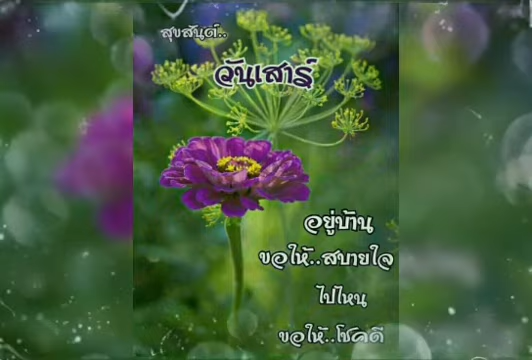 สุขสันต์..
วันเสาร์
อยู่บ้าน
ขอให้..สบายใจ
ไปไหน
ขอให้..โชคดี